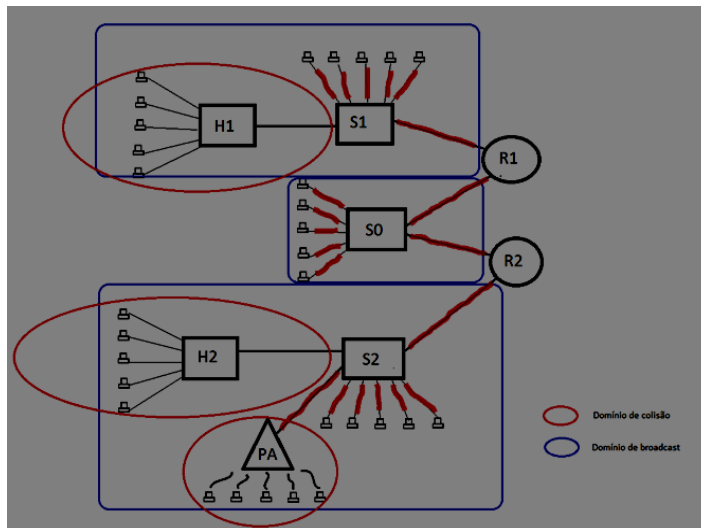 H1
S1
R1
S0
R2
H2
S2
PA
Domínio de colisão
Domínio de broadcast